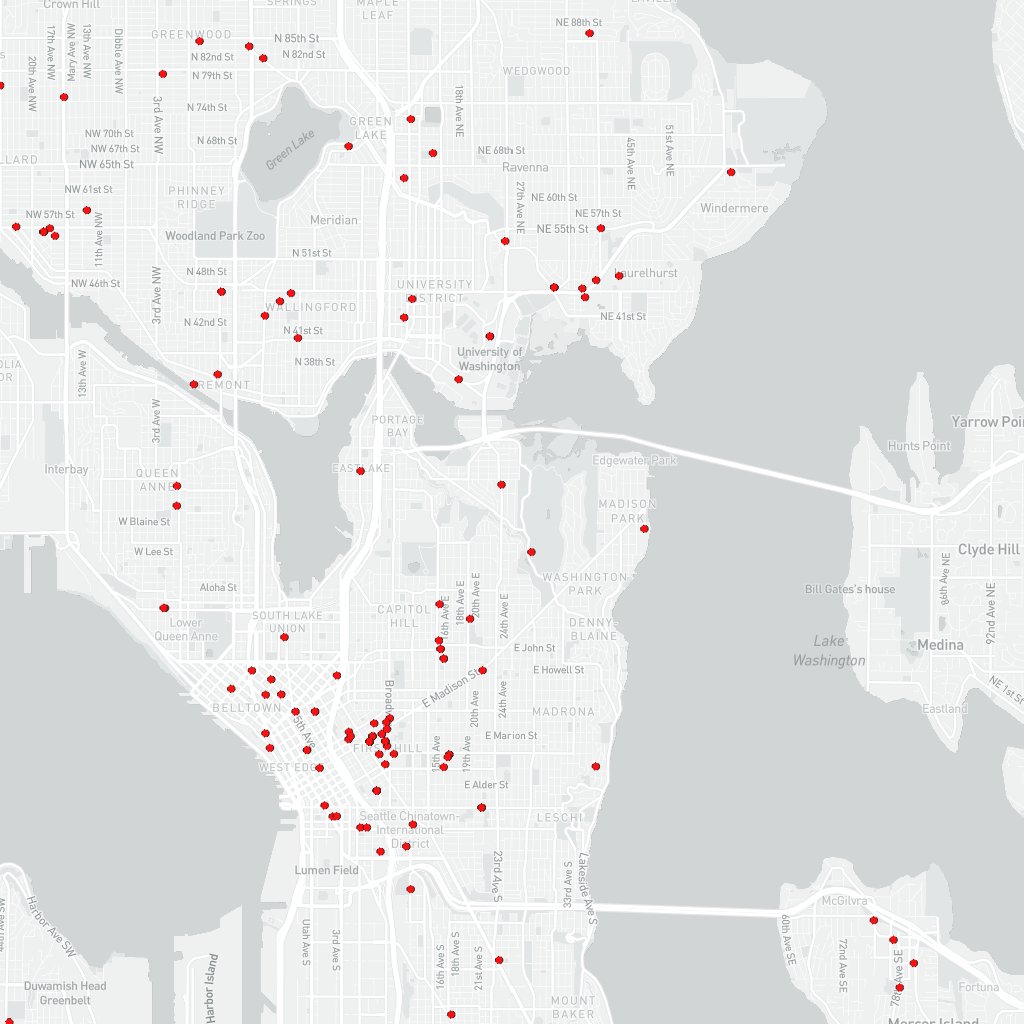 Crown Hill
SPRINGS
MAPLE
LEAF
NE 88th St
GREENWOOD
N 85th St
N 82nd St
N 82nd St
17th Ave NW
Mary Ave NW
13th Ave NW
Dibble Ave NW
20th Ave NW
N 79th St
WEDGWOOD
3rd Ave NW
N 74th St
18th Ave NE
GREEN
LAKE
Green Lake
NW 70th St
N 68th St
NW 67th St
NW 65th St
NE 68th St
Ravenna
45th Ave NE
51st Ave NE
LLARD
NW 61st St
PHINNEY
RIDGE
27th Ave NE
NE 60th St
Windermere
NW 57th St
Meridian
NE 57th St
NE 55th St
11th Ave NW
Woodland Park Zoo
N 51st St
N 48th St
Laurelhurst
NW 46th St
3rd Ave NW
UNIVERSITY
DISTRICT
WALLINGFORD
N 42nd St
N 41st St
NE 41st St
N 38th St
University of
Washington
13th Ave W
FREMONT
3rd Ave W
PORTAGE
BAY
Yarrow Poin
Hunts Point
Interbay
QUEEN
ANNE
EASTLAKE
Edgewater Park
MADISON
PARK
W Blaine St
W Lee St
Clyde Hill
Aloha St
WASHINGTON
PARK
Bill Gates's house
86th Ave NE
92nd Ave NE
Lower
Queen Anne
SOUTH LAKE
UNION
CAPITOL
HILL
16th Ave E
18th Ave E
20th Ave E
24th Ave E
DENNY-
BLAINE
E John St
Lake
Washington
Medina
E Howell St
E Madison St
NE 1st St
BELLTOWN
5th Ave
Broadway
20th Ave
24th Ave
MADRONA
Eastland
E Marion St
FIRST HILL
15th Ave
19th Ave
WEST EDGE
E Alder St
Seattle Chinatown-
International
District
LESCHI
Lumen Field
23rd Ave S
33rd Ave S
Lakeside Ave S
McGilvra
Harbor Ave SW
44th Ave SW
Utah Ave S
3rd Ave S
16th Ave S
18th Ave S
21st Ave S
60th Ave SE
72nd Ave SE
78th Ave SE
Duwamish Head
Greenbelt
Harbor Island
Fortuna
MOUNT
BAKER
Mercer Island